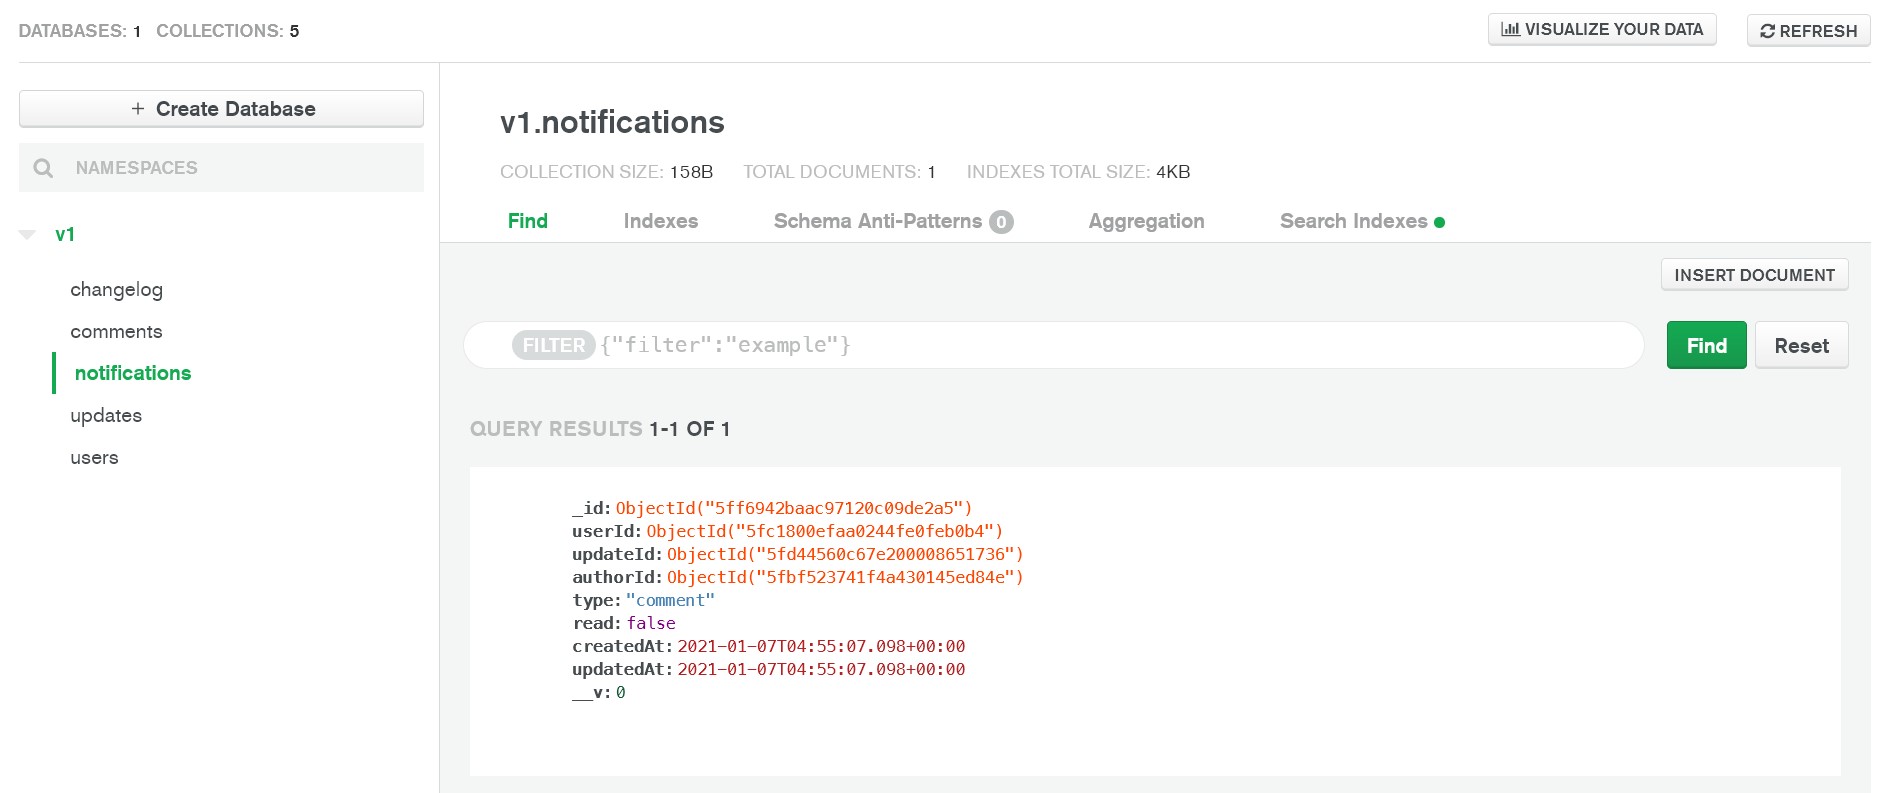 DATABASES: 1 COLLECTIONS: 5
VISUALIZE YOUR DATA
REFRESH
+ Create Database
NAMESPACES
v1
changelog
comments
notifications
updates
users
v1.notifications
COLLECTION SIZE: 158B TOTAL DOCUMENTS: 1 INDEXES TOTAL SIZE: 4KB
Find Indexes Schema Anti-Patterns 0 Aggregation Search Indexes
INSERT DOCUMENT
FILTER {"filter":"example"}
Find Reset
QUERY RESULTS 1-1 OF 1
_id: ObjectId("5ff6942baac97120c09de2a5")
userId: ObjectId("5fc1800efaa0244fe0feb0b4")
updateId: ObjectId("5fd44560c67e200008651736")
authorId: ObjectId("5fbf523741f4a430145ed84e")
type: "comment"
read: false
createdAt: 2021-01-07T04:55:07.098+00:00
updatedAt: 2021-01-07T04:55:07.098+00:00
__v: 0